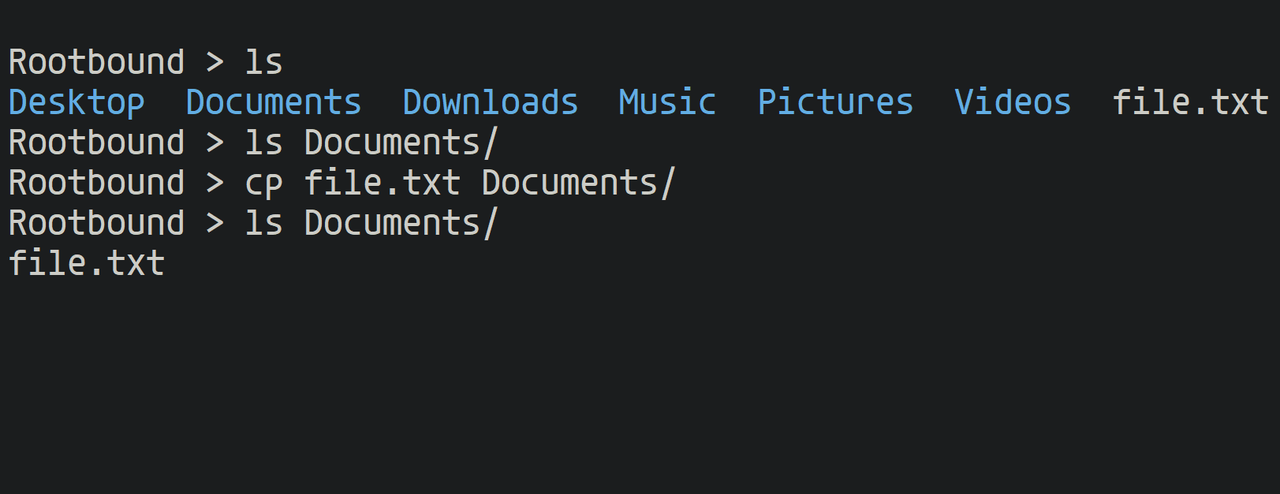 Rootbound > ls
Desktop  Documents  Downloads  Music  Pictures  Videos  file.txt
Rootbound > ls Documents/
Rootbound > cp file.txt Documents/
Rootbound > ls Documents/
file.txt